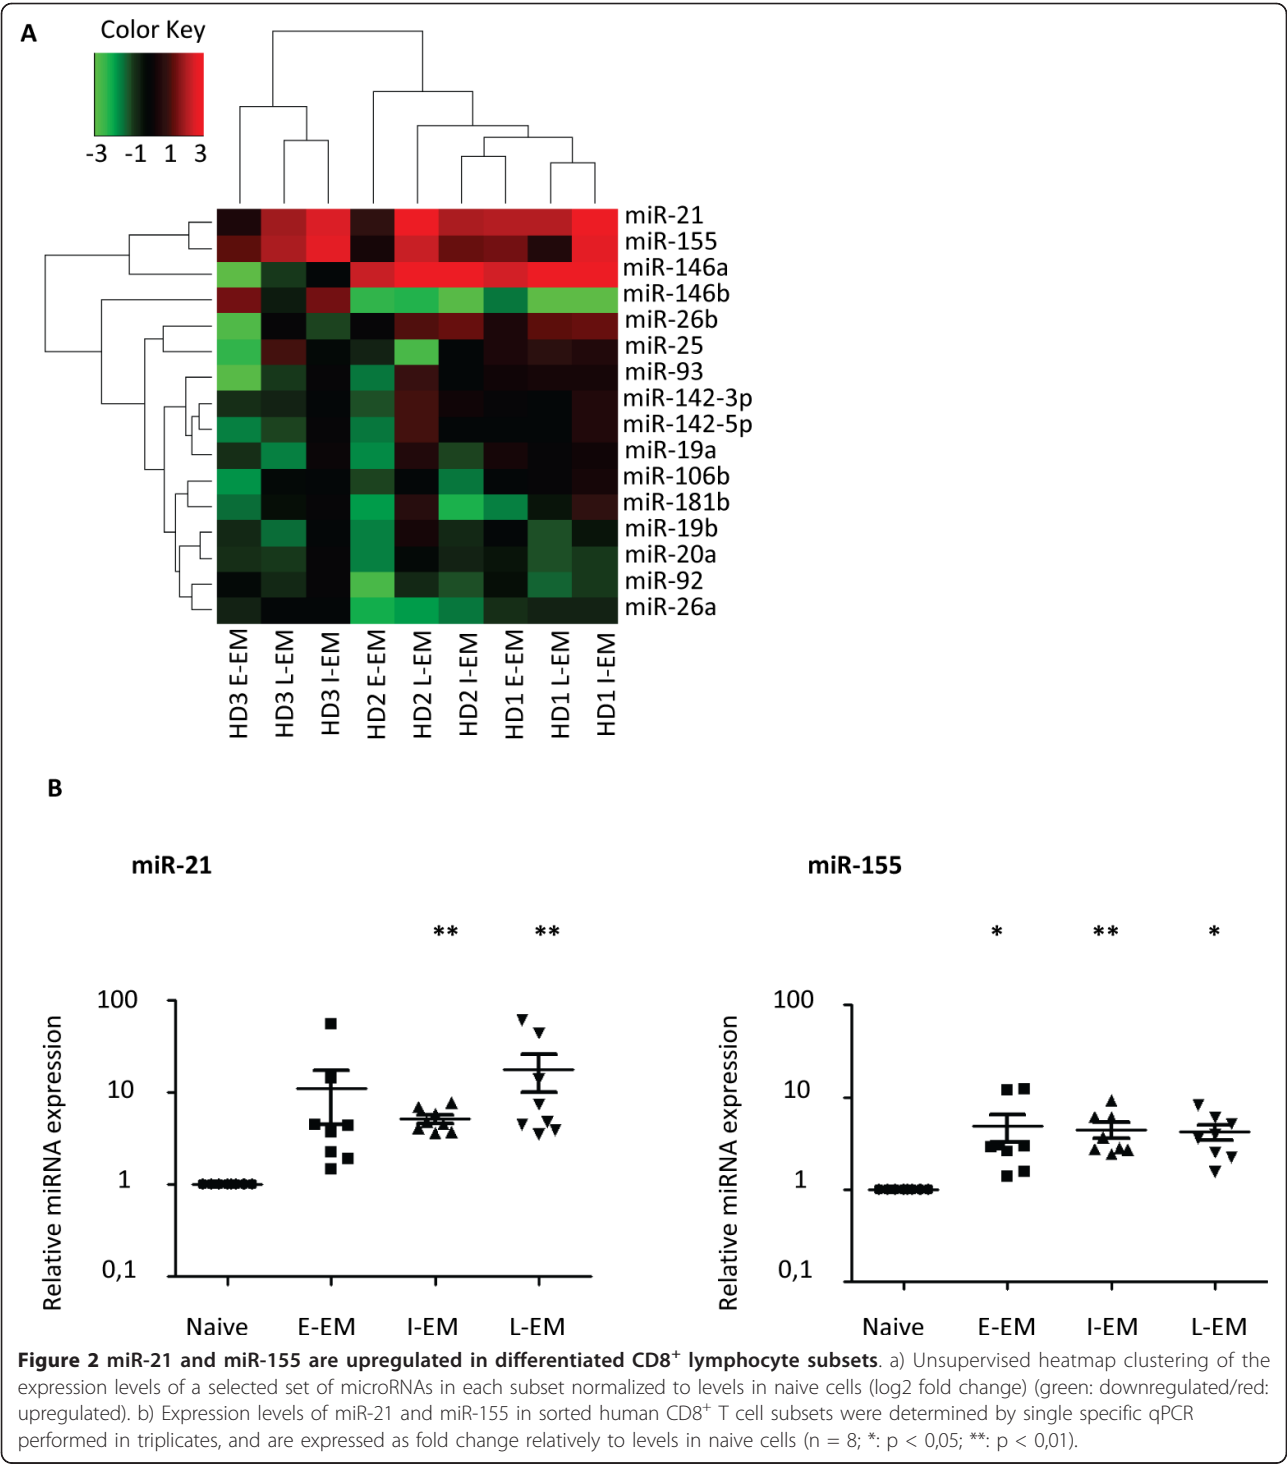 A
Color Key
-3 -1 1 3
miR-21
miR-155
miR-146a
miR-146b
miR-26b
miR-25
miR-93
miR-142-3p
miR-142-5p
miR-19a
miR-106b
miR-181b
miR-19b
miR-20a
miR-92
miR-26a
HD3 E-EM
HD3 L-EM
HD3 I-EM
HD2 E-EM
HD2 L-EM
HD2 I-EM
HD1 E-EM
HD1 L-EM
HD1 I-EM
B
miR-21
** **
Relative miRNA expression
100
10
1
0,1
Naive E-EM I-EM L-EM
miR-155
* ** *
Relative miRNA expression
100
10
1
0,1
Naive E-EM I-EM L-EM
Figure 2 miR-21 and miR-155 are upregulated in differentiated CD8⁺ lymphocyte subsets. a) Unsupervised heatmap clustering of the
expression levels of a selected set of microRNAs in each subset normalized to levels in naive cells (log2 fold change) (green: downregulated/red:
upregulated). b) Expression levels of miR-21 and miR-155 in sorted human CD8⁺ T cell subsets were determined by single specific qPCR
performed in triplicates, and are expressed as fold change relatively to levels in naive cells (n = 8; *: p < 0,05; **: p < 0,01).